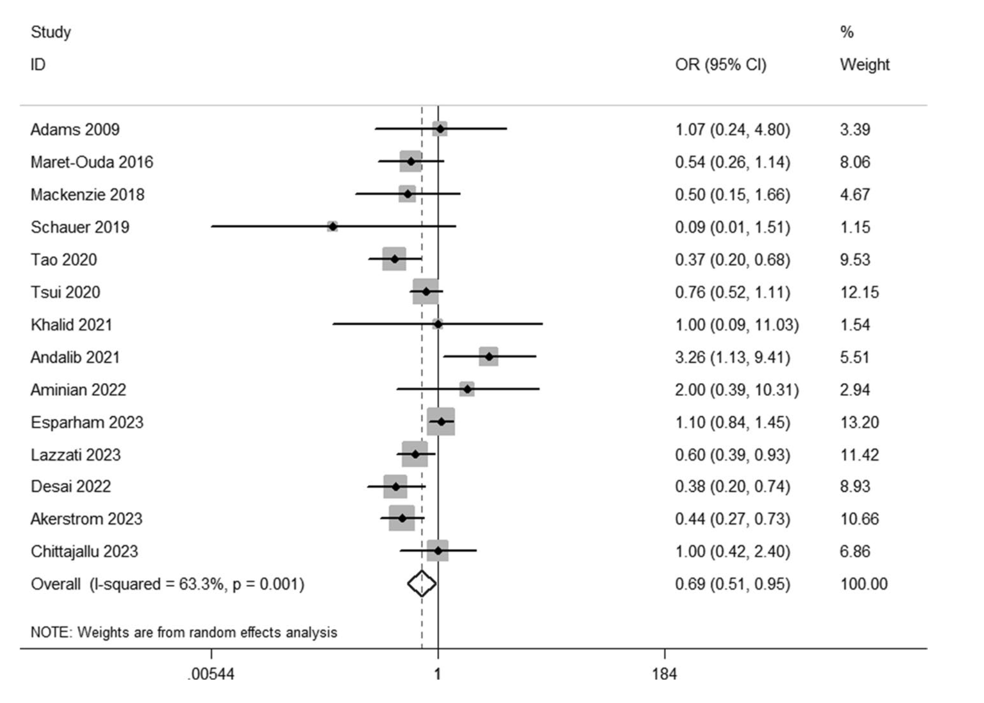 Study %
ID OR (95% CI) Weight
Adams 2009 1.07 (0.24, 4.80) 3.39
Maret-Ouda 2016 0.54 (0.26, 1.14) 8.06
Mackenzie 2018 0.50 (0.15, 1.66) 4.67
Schauer 2019 0.09 (0.01, 1.51) 1.15
Tao 2020 0.37 (0.20, 0.68) 9.53
Tsui 2020 0.76 (0.52, 1.11) 12.15
Khalid 2021 1.00 (0.09, 11.03) 1.54
Andalib 2021 3.26 (1.13, 9.41) 5.51
Aminian 2022 2.00 (0.39, 10.31) 2.94
Esparham 2023 1.10 (0.84, 1.45) 13.20
Lazzati 2023 0.60 (0.39, 0.93) 11.42
Desai 2022 0.38 (0.20, 0.74) 8.93
Akerstrom 2023 0.44 (0.27, 0.73) 10.66
Chittajallu 2023 1.00 (0.42, 2.40) 6.86
Overall (I-squared = 63.3%, p = 0.001) 0.69 (0.51, 0.95) 100.00
NOTE: Weights are from random effects analysis
.00544 1 184